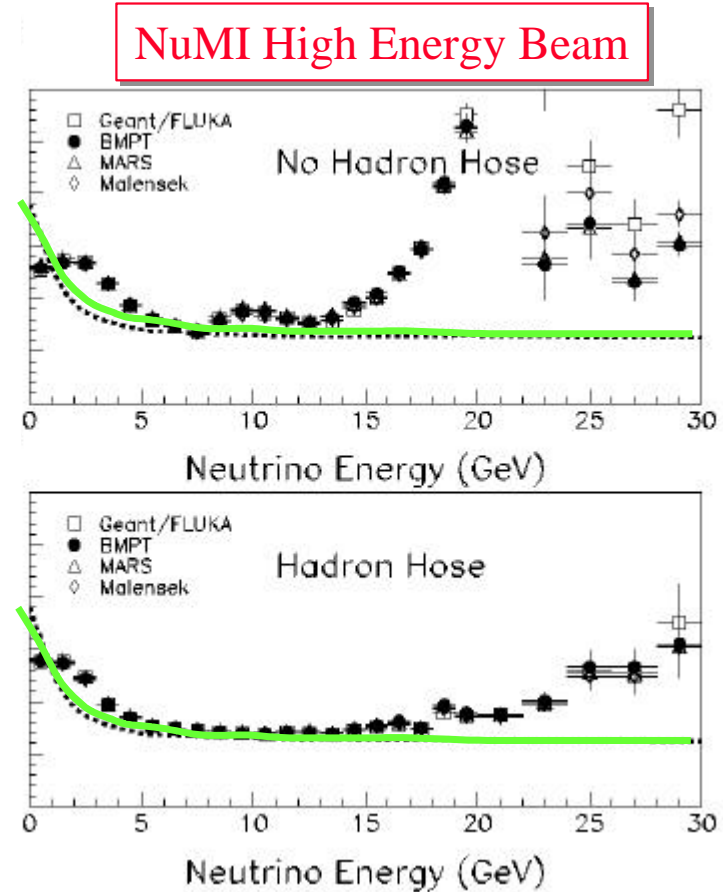 NuMI High Energy Beam
Geant/FLUKA
BMPT
MARS
Malensek
No Hadron Hose
0 5 10 15 20 25 30
Neutrino Energy (GeV)
Geant/FLUKA
BMPT
MARS
Malensek
Hadron Hose
0 5 10 15 20 25 30
Neutrino Energy (GeV)